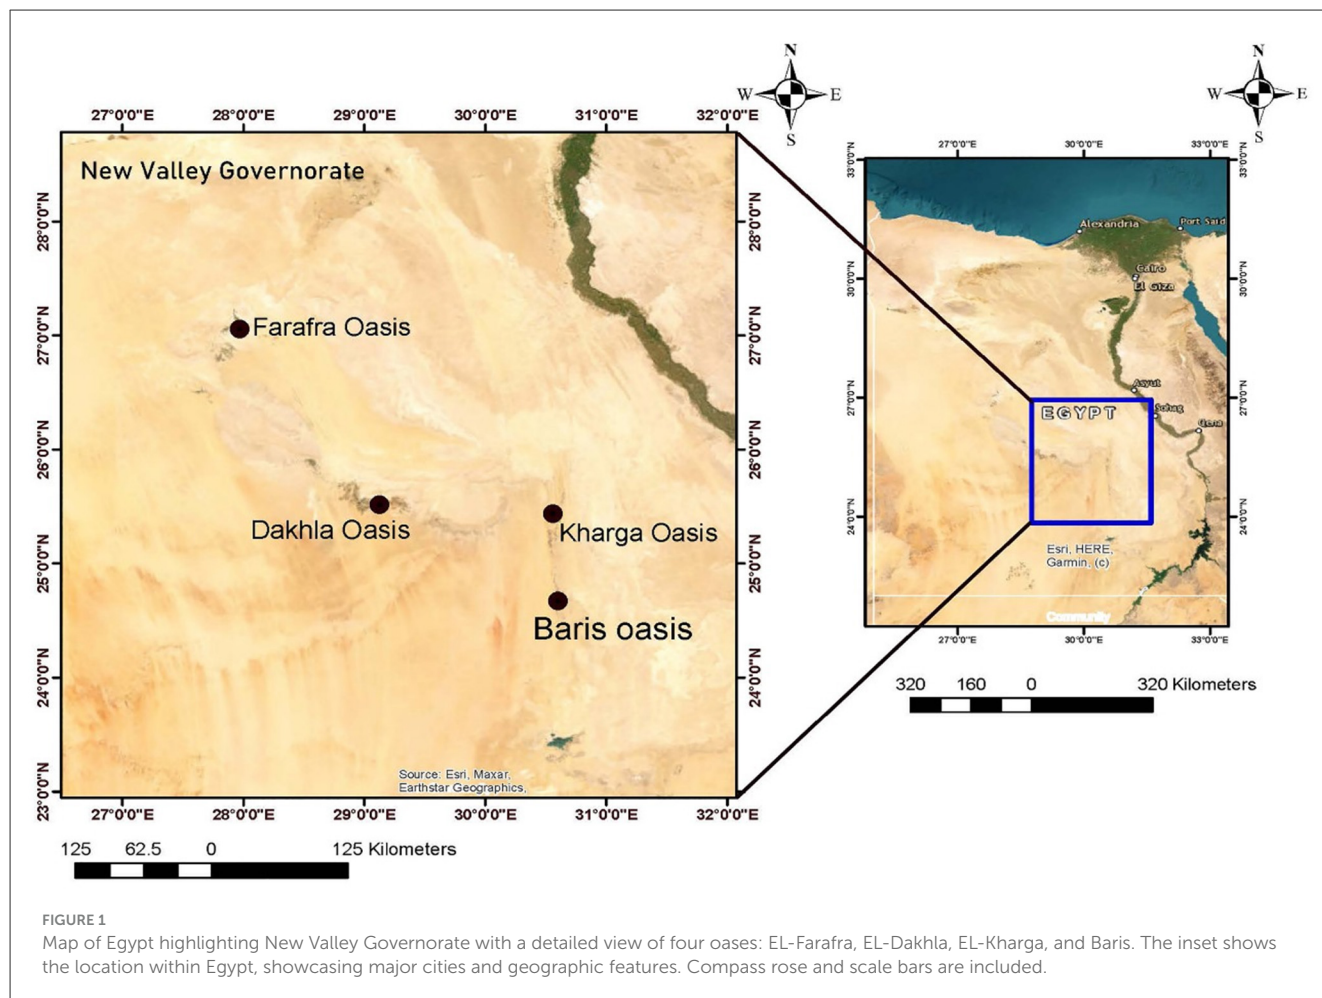 N
W E
S
27°0'0"E 28°0'0"E 29°0'0"E 30°0'0"E 31°0'0"E 32°0'0"E
New Valley Governorate
28°0'0"N 28°0'0"N
27°0'0"N 27°0'0"N
26°0'0"N 26°0'0"N
25°0'0"N 25°0'0"N
24°0'0"N 24°0'0"N
23°0'0"N
Farafra Oasis
Dakhla Oasis
Kharga Oasis
Baris oasis
Source: Esri, Maxar,
Earthstar Geographics,
27°0'0"E 28°0'0"E 29°0'0"E 30°0'0"E 31°0'0"E 32°0'0"E
125 62.5 0 125 Kilometers
N
W E
S
27°0'0"E 30°0'0"E 33°0'0"E
33°0'0"N 33°0'0"N
30°0'0"N 30°0'0"N
27°0'0"N 27°0'0"N
24°0'0"N 24°0'0"N
Alexandria
Port Said
Cairo
El Giza
Asyut
Sohag
Qena
EGYPT
Esri, HERE,
Garmin, (c)
Community
27°0'0"E 30°0'0"E 33°0'0"E
320 160 0 320 Kilometers
FIGURE 1
Map of Egypt highlighting New Valley Governorate with a detailed view of four oases: EL-Farafra, EL-Dakhla, EL-Kharga, and Baris. The inset shows
the location within Egypt, showcasing major cities and geographic features. Compass rose and scale bars are included.